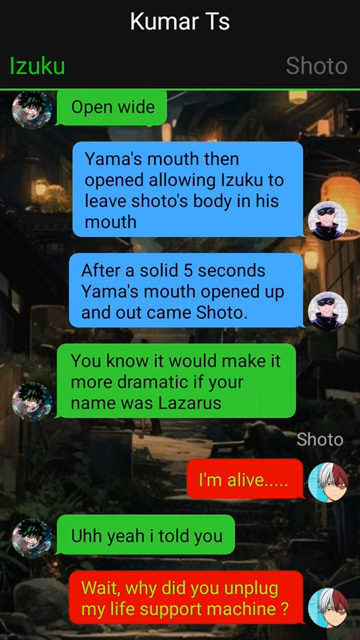 Kumar Ts
Izuku
Shoto
Open wide
Yama's mouth then
opened allowing Izuku to
leave shoto's body in his
mouth
After a solid 5 seconds
Yama's mouth opened up
and out came Shoto.
You know it would make it
more dramatic if your
name was Lazarus
Shoto
I'm alive.....
Uhh yeah i told you
Wait, why did you unplug
my life support machine ?